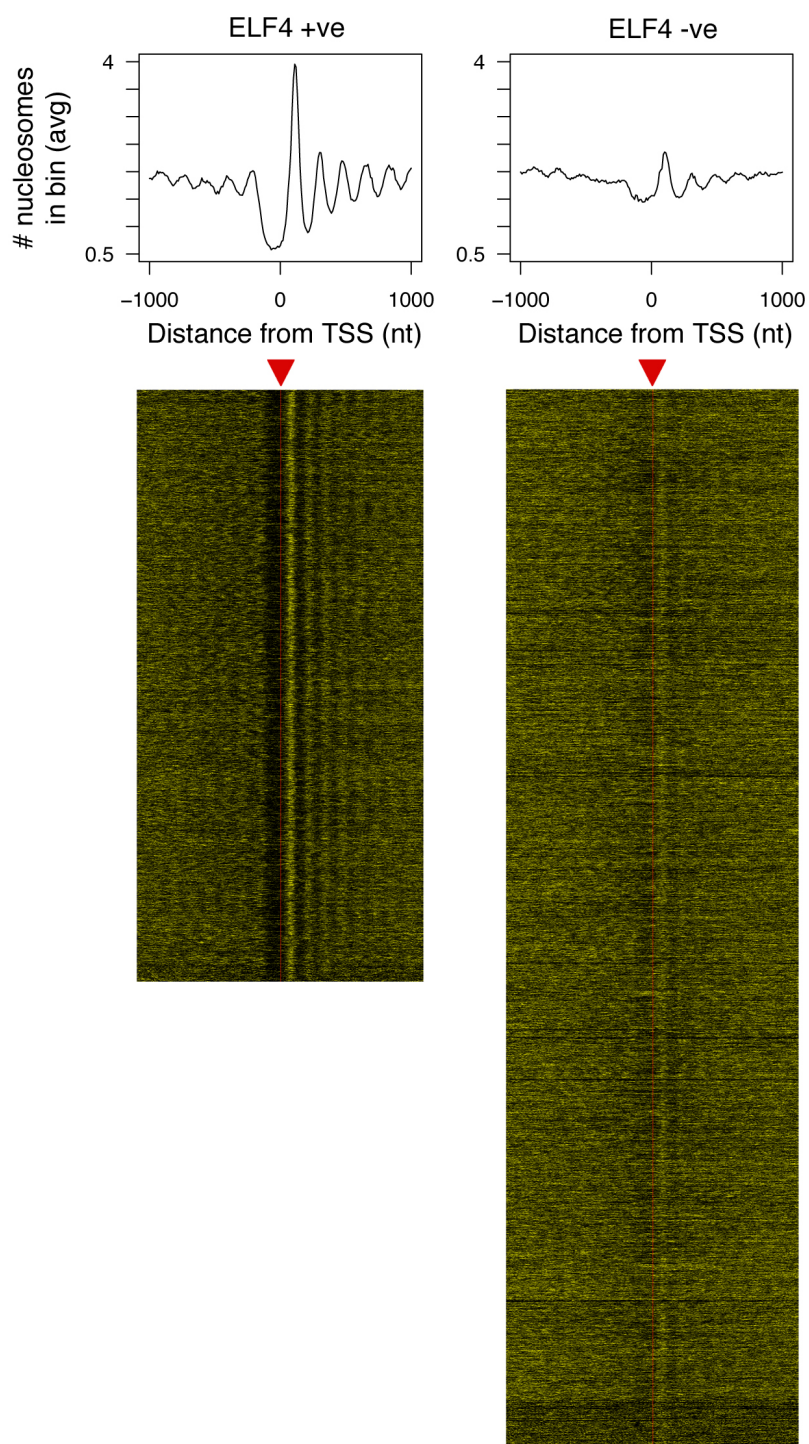 ELF4 +ve
ELF4 -ve
# nucleosomes
in bin (avg)
4
0.5
−1000
0
1000
Distance from TSS (nt)
4
0.5
−1000
0
1000
Distance from TSS (nt)